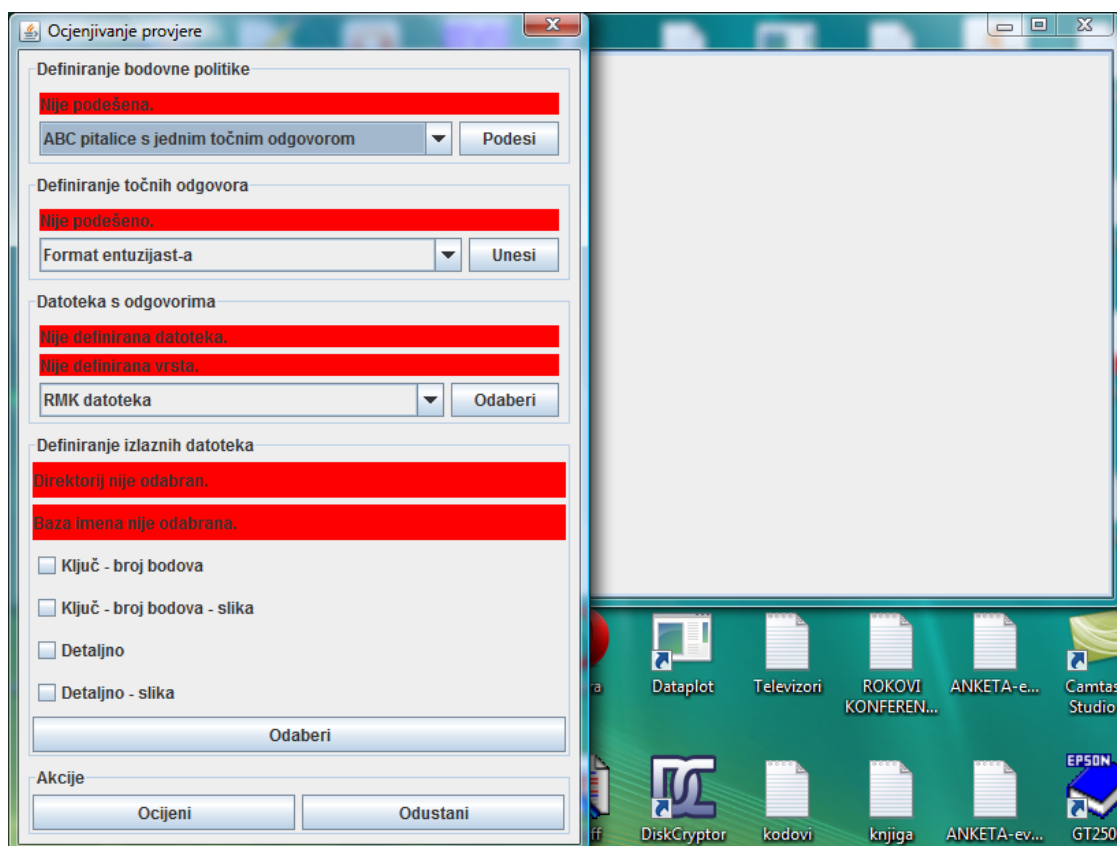 Ocjenjivanje provjere
Definiranje bodovne politike
Nije podešena.
ABC pitalice s jednim točnim odgovorom
Podesi
Definiranje točnih odgovora
Nije podešeno.
Format entuzijast-a
Unesi
Datoteka s odgovorima
Nije definirana datoteka.
Nije definirana vrsta.
RMK datoteka
Odaberi
Definiranje izlaznih datoteka
Direktorij nije odabran.
Baza imena nije odabrana.
Ključ - broj bodova
Ključ - broj bodova - slika
Detaljno
Detaljno - slika
Odaberi
Akcije
Ocijeni
Odustani
Dataplot
Televizori
ROKOVI
KONFEREN...
ANKETA-e...
Camtas
Studio
DiskCryptor
kodovi
knjiga
ANKETA-ev...
EPSON
GT250